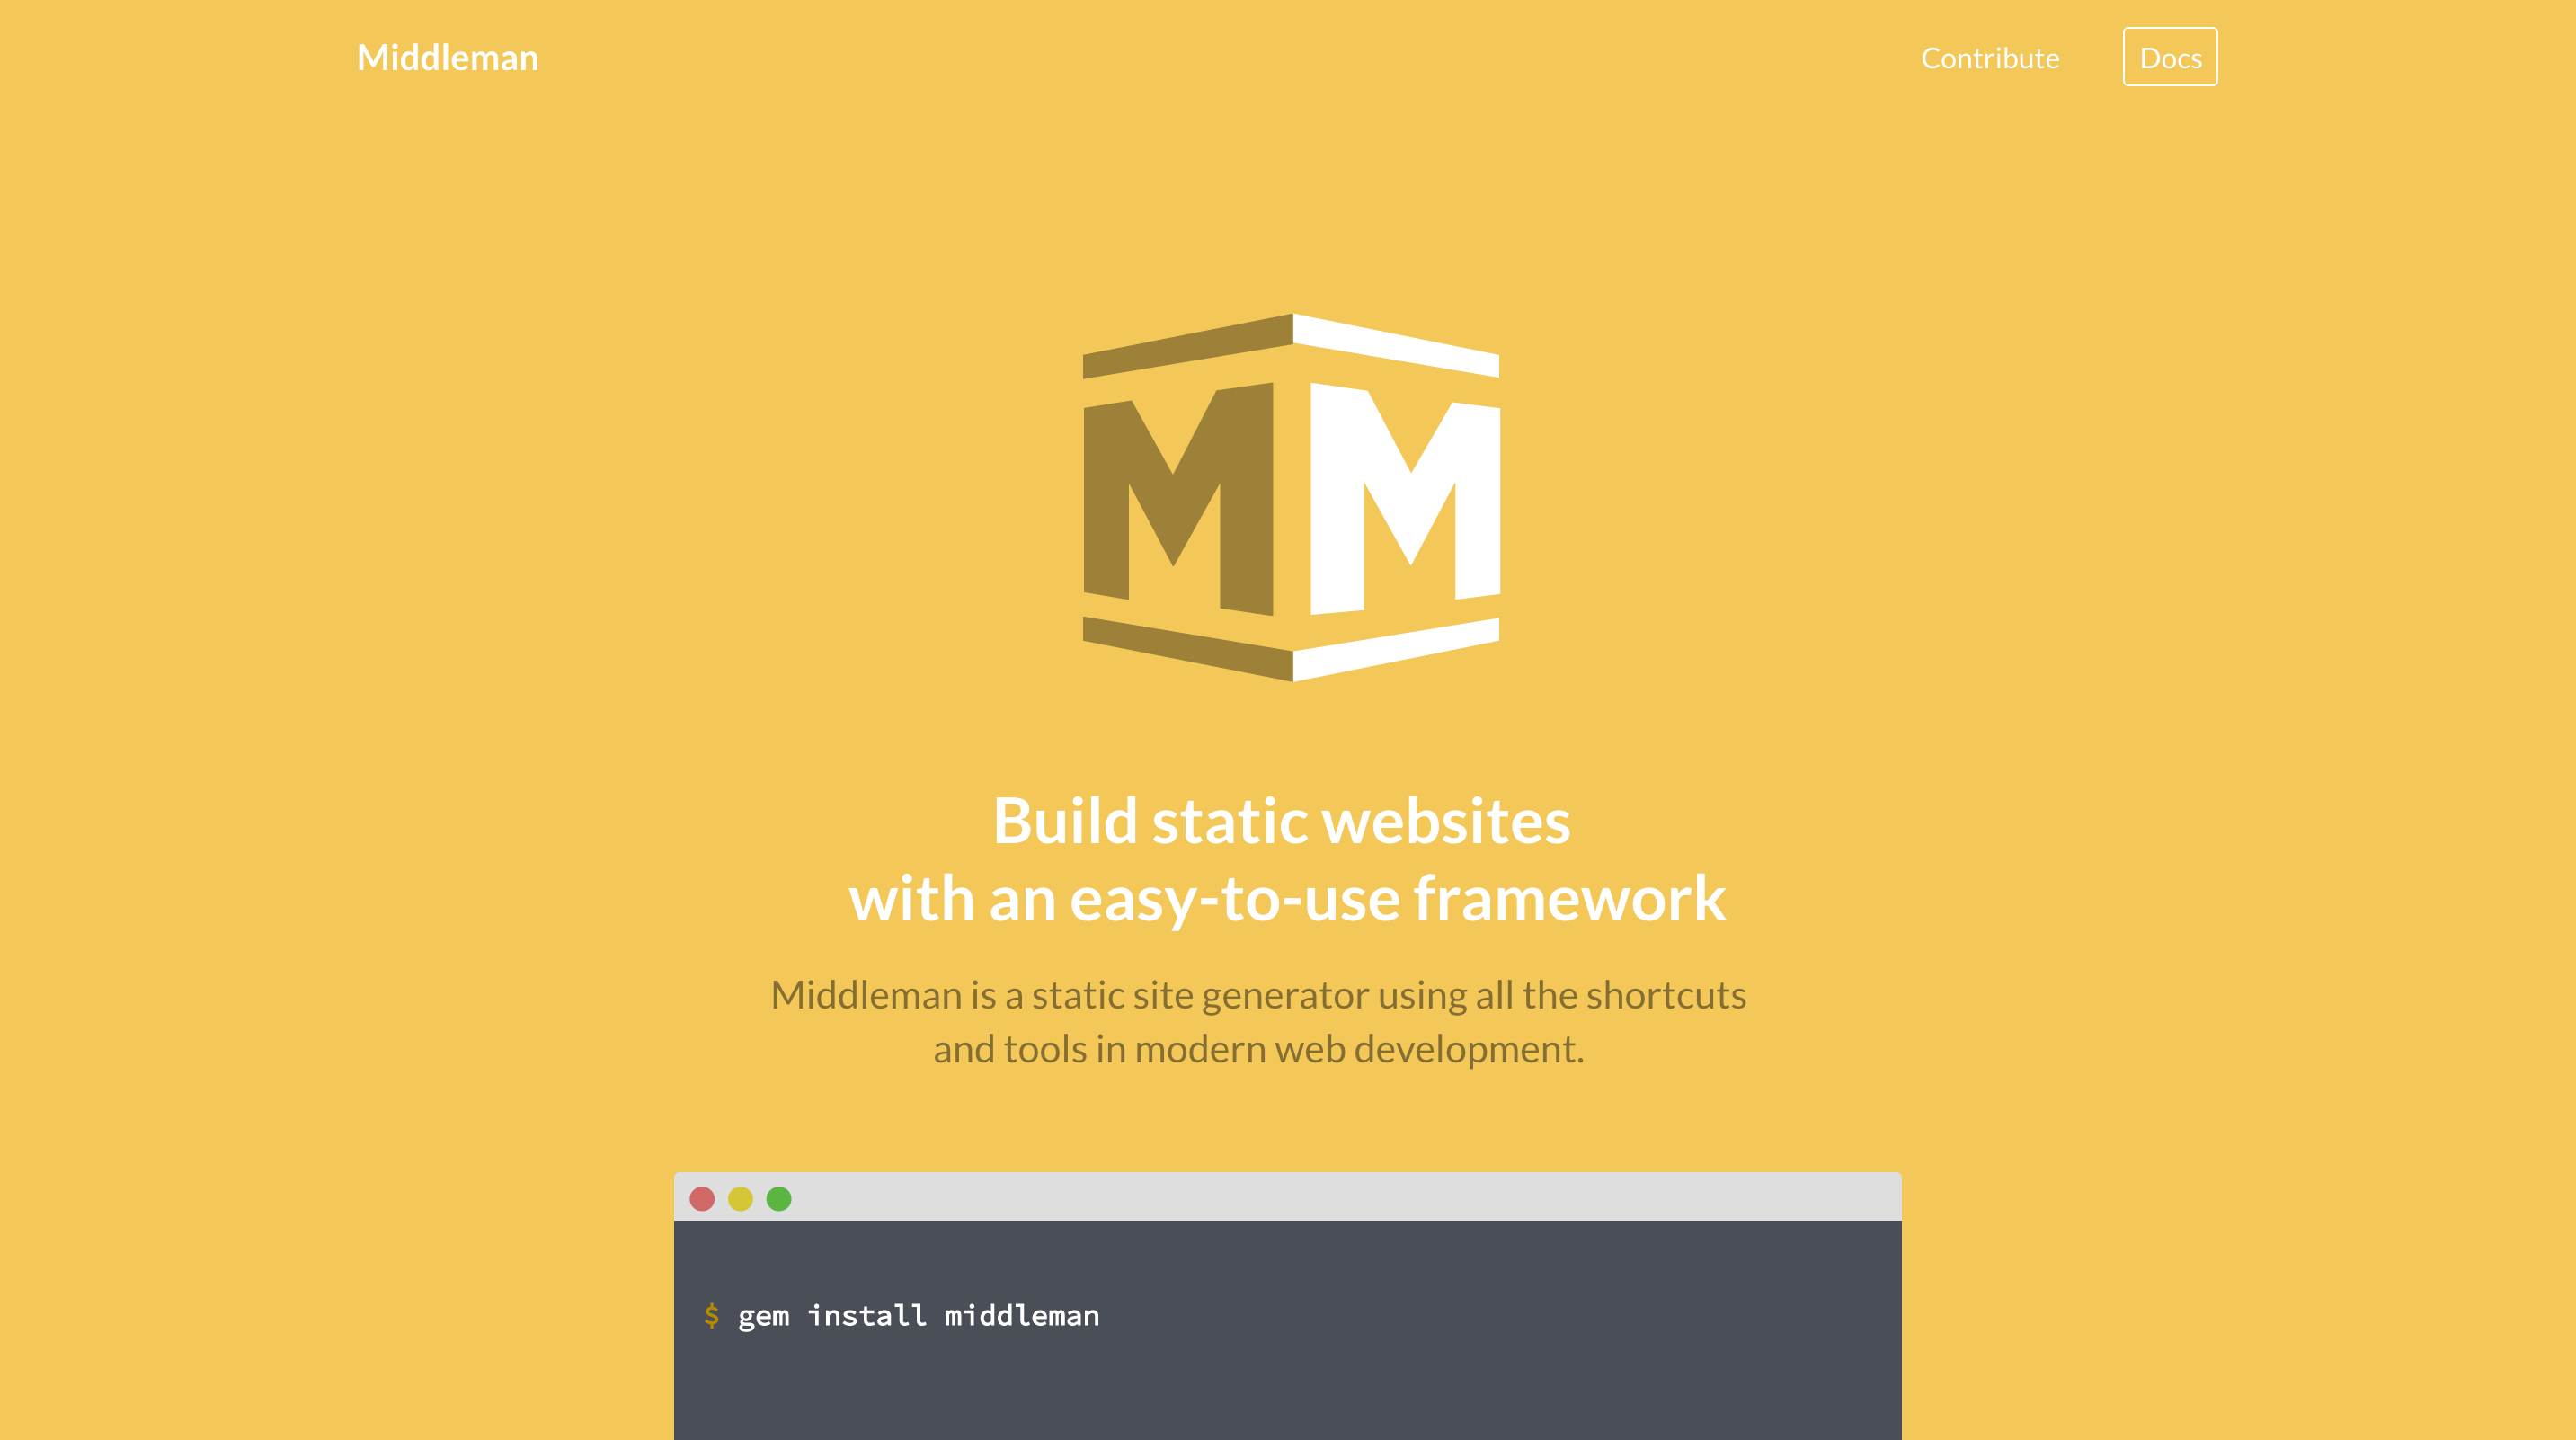 Middleman
Contribute
Docs
MM
Build static websites
with an easy-to-use framework
Middleman is a static site generator using all the shortcuts
and tools in modern web development.
$ gem install middleman